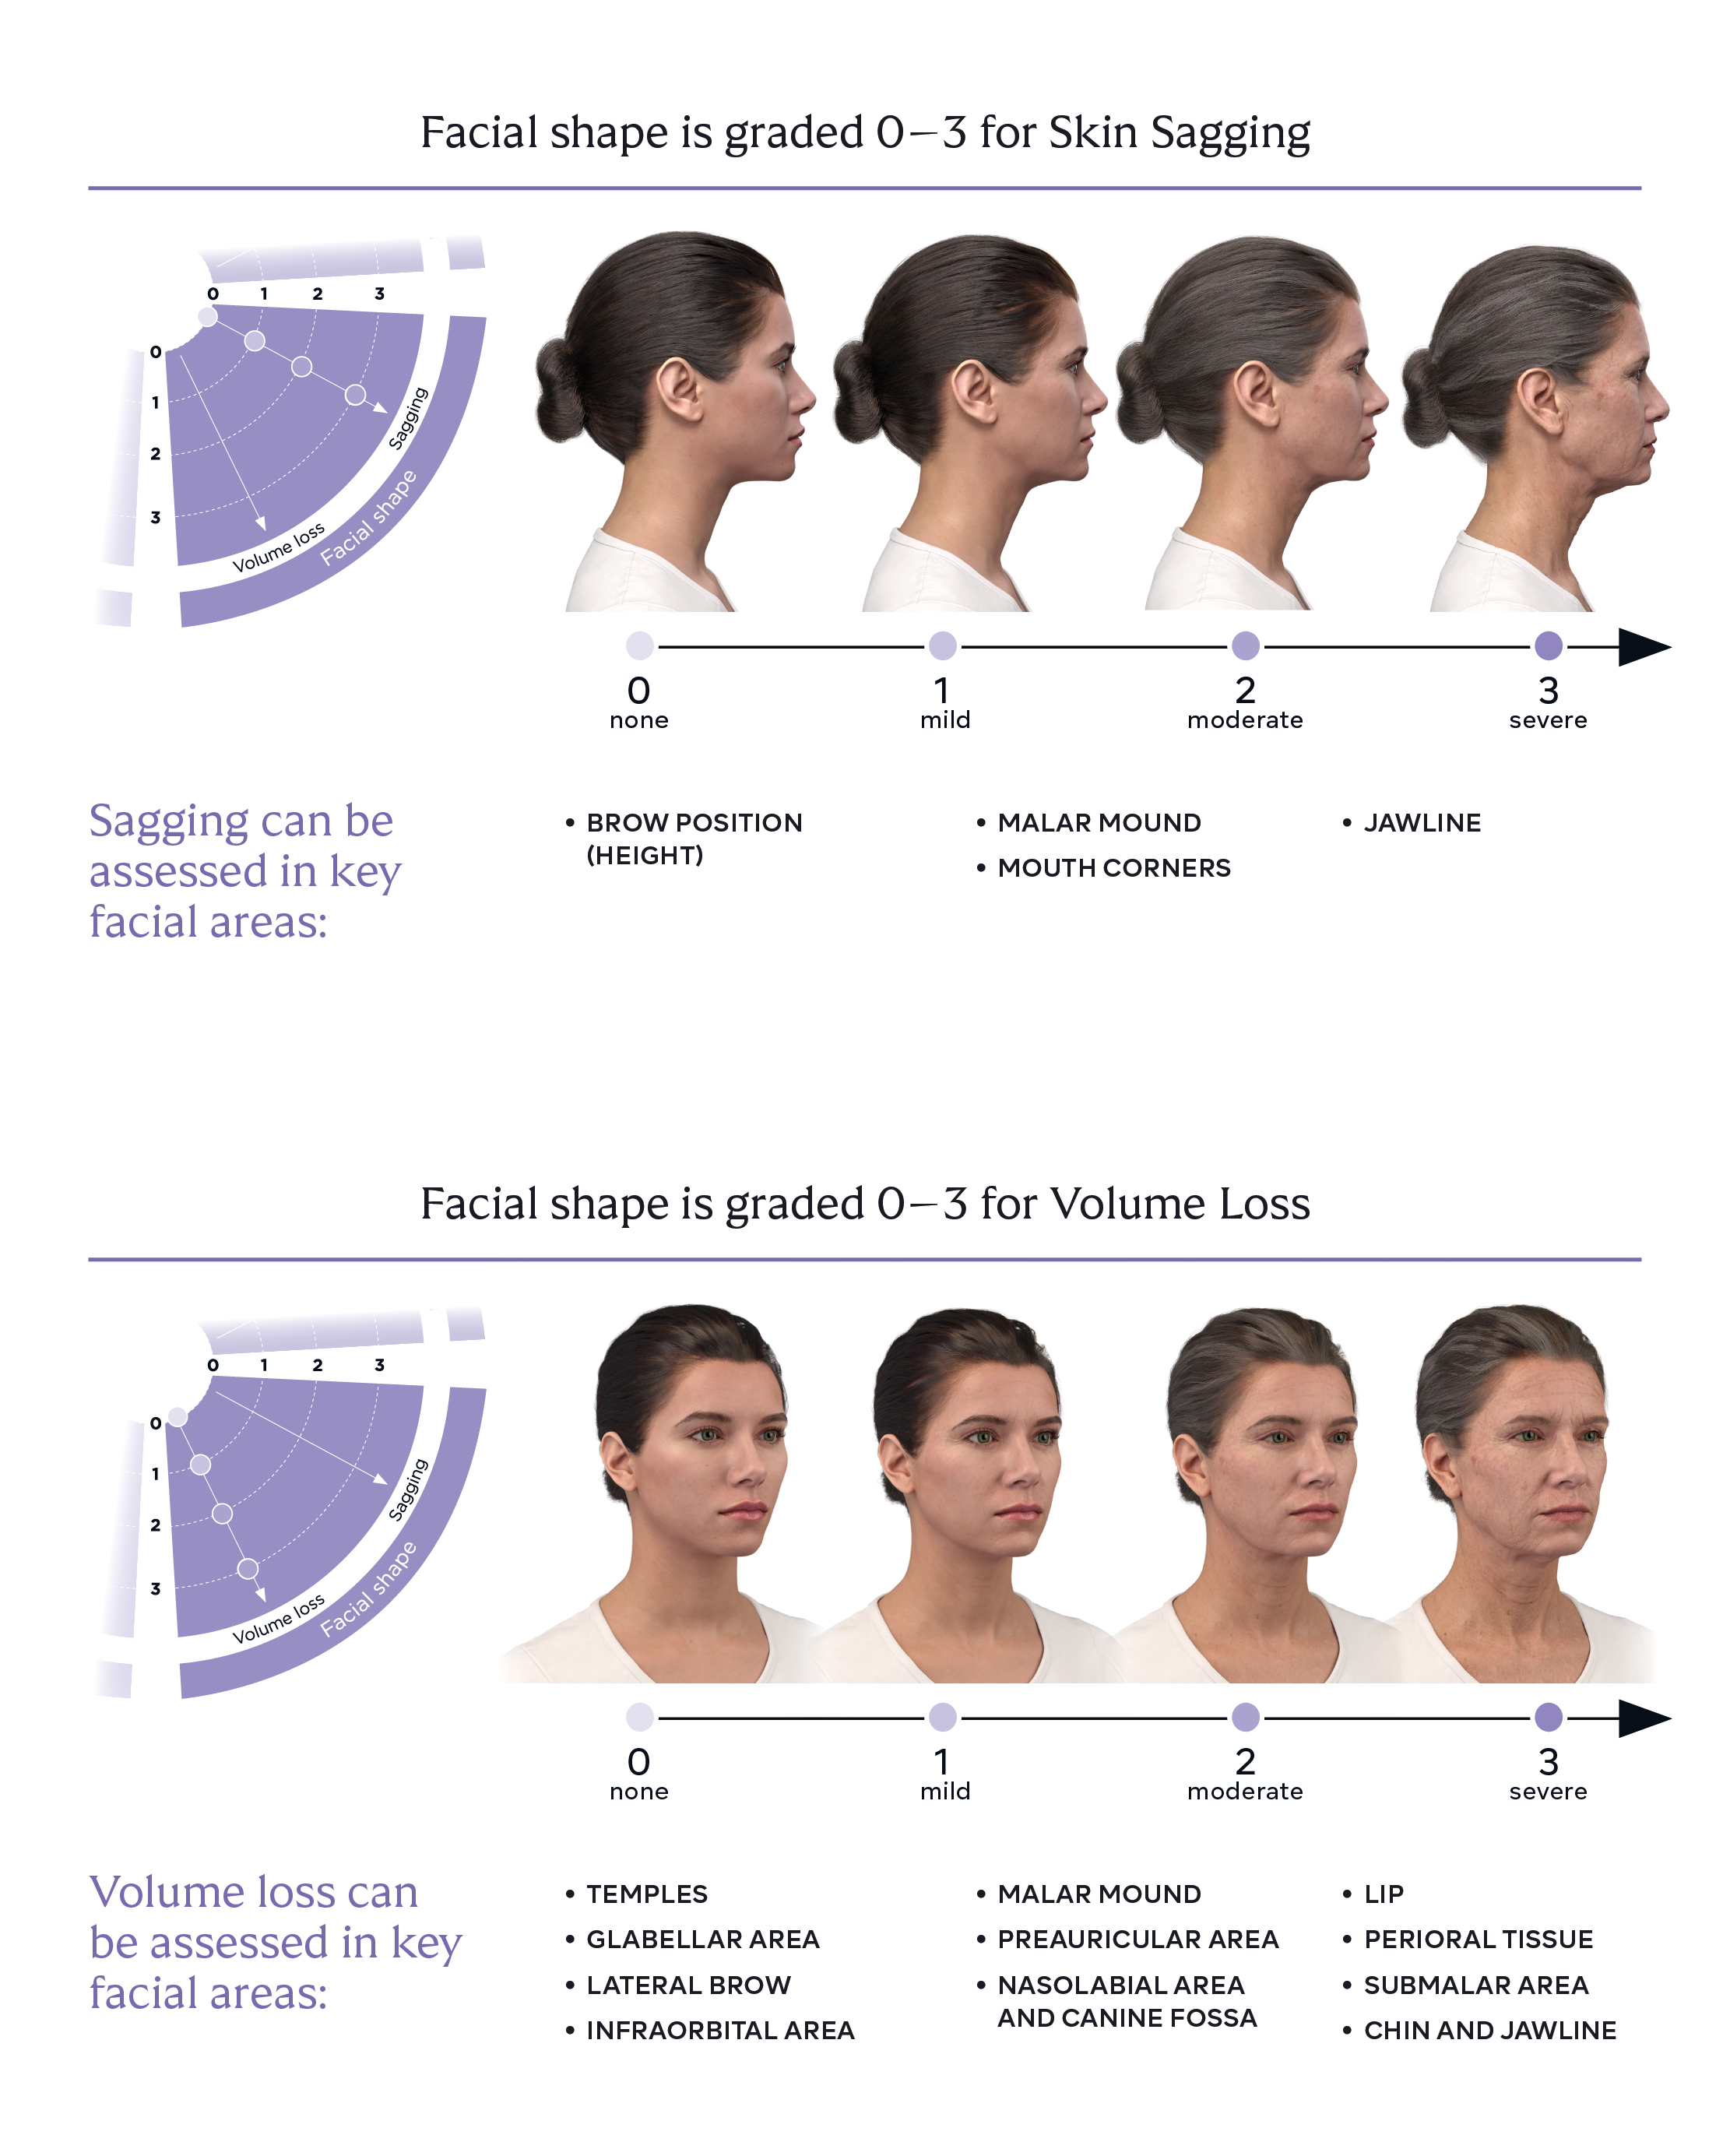 Facial shape is graded 0–3 for Skin Sagging
0 1 2 3
0
1
2
3
Sagging
Volume loss
Facial shape
0 1 2 3
none mild moderate severe
Sagging can be
assessed in key
facial areas:
• BROW POSITION
(HEIGHT)
• MALAR MOUND
• MOUTH CORNERS
• JAWLINE
Facial shape is graded 0–3 for Volume Loss
0 1 2 3
0
1
2
3
Sagging
Volume loss
Facial shape
0 1 2 3
none mild moderate severe
Volume loss can
be assessed in key
facial areas:
• TEMPLES
• GLABELLAR AREA
• LATERAL BROW
• INFRAORBITAL AREA
• MALAR MOUND
• PREAURICULAR AREA
• NASOLABIAL AREA
AND CANINE FOSSA
• LIP
• PERIORAL TISSUE
• SUBMALAR AREA
• CHIN AND JAWLINE